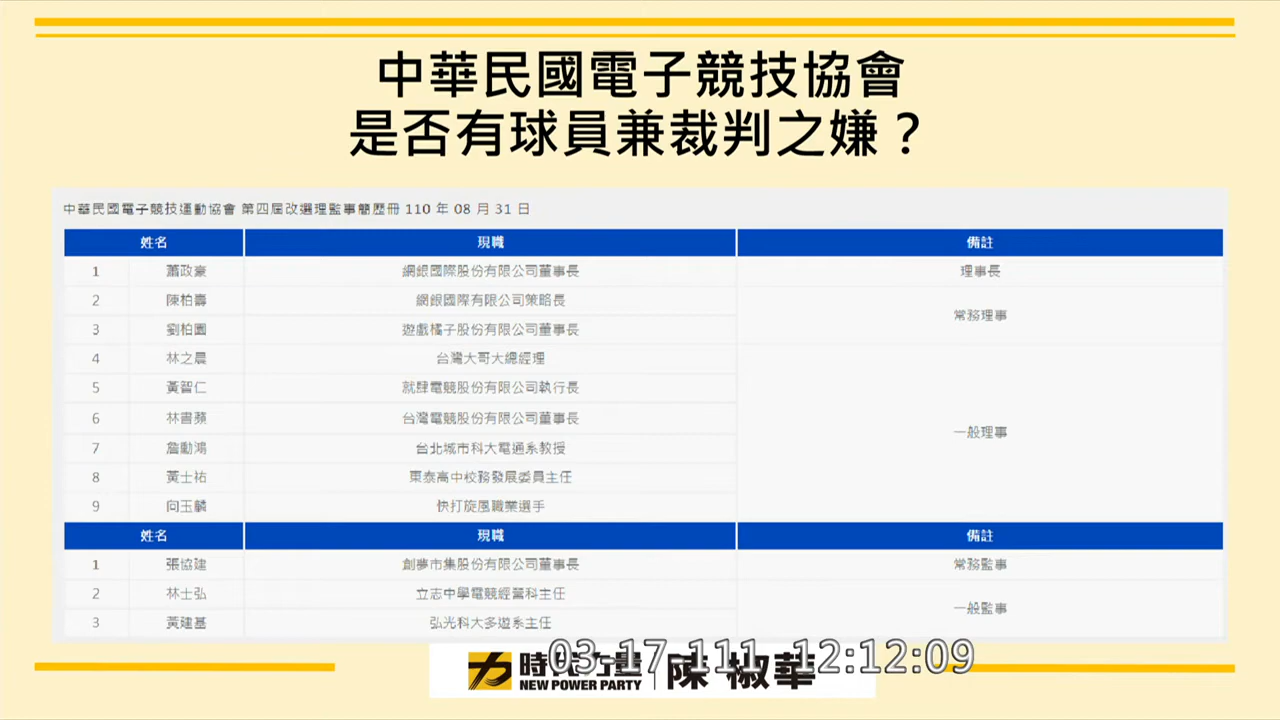 中華民國電子競技協會
是否有球員兼裁判之嫌？
中華民國電子競技運動協會 第四屆改選理監事簡歷冊 110 年 08 月 31 日
姓名 現職 備註
1 蕭政豪 網銀國際股份有限公司董事長 理事長
2 陳柏壽 網銀國際有限公司策略長
常務理事
3 劉柏園 遊戲橘子股份有限公司董事長
4 林之晨 台灣大哥大總經理
5 黃智仁 就肆電競股份有限公司執行長
6 林書蘋 台灣電競股份有限公司董事長
一般理事
7 詹勳鴻 台北城市科大電通系教授
8 黃士祐 東泰高中校務發展委員主任
9 向玉麟 快打旋風職業選手
姓名 現職 備註
1 張協建 創夢市集股份有限公司董事長 常務監事
2 林士弘 立志中學電競經營科主任
一般監事
3 黃建基 弘光科大多遊系主任
時代力量 陳椒華
NEW POWER PARTY
03-17-111 12:12:09